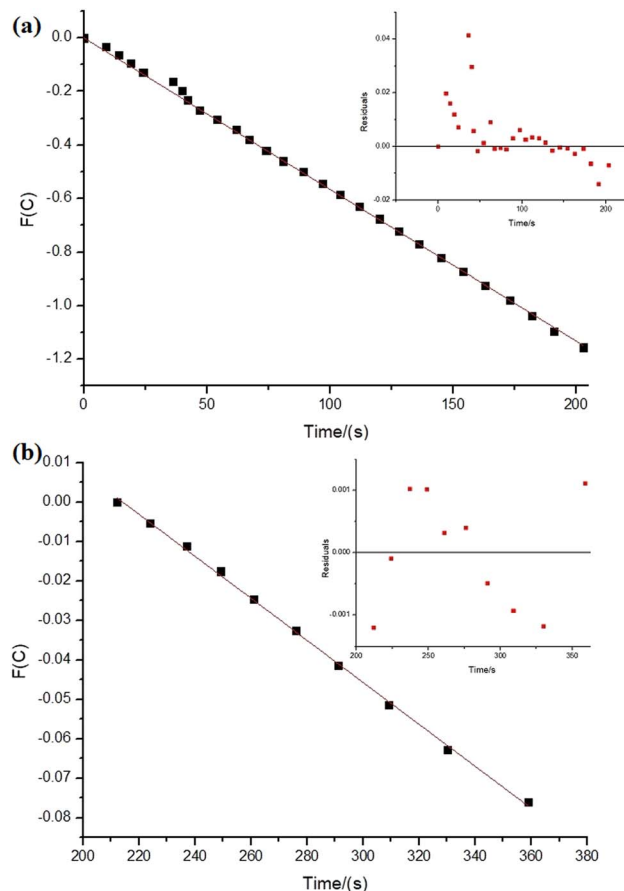 (a)
0.0
-0.2
-0.4
-0.6
-0.8
-1.0
-1.2
F(C)
0 50 100 150 200
Time/(s)
0.04
0.02
0.00
-0.02
Residuals
0 100 200
Time/s
(b)
0.01
0.00
-0.01
-0.02
-0.03
-0.04
-0.05
-0.06
-0.07
-0.08
F(C)
200 220 240 260 280 300 320 340 360 380
Time/(s)
0.001
0.000
-0.001
Residuals
200 250 300 350
Time/s